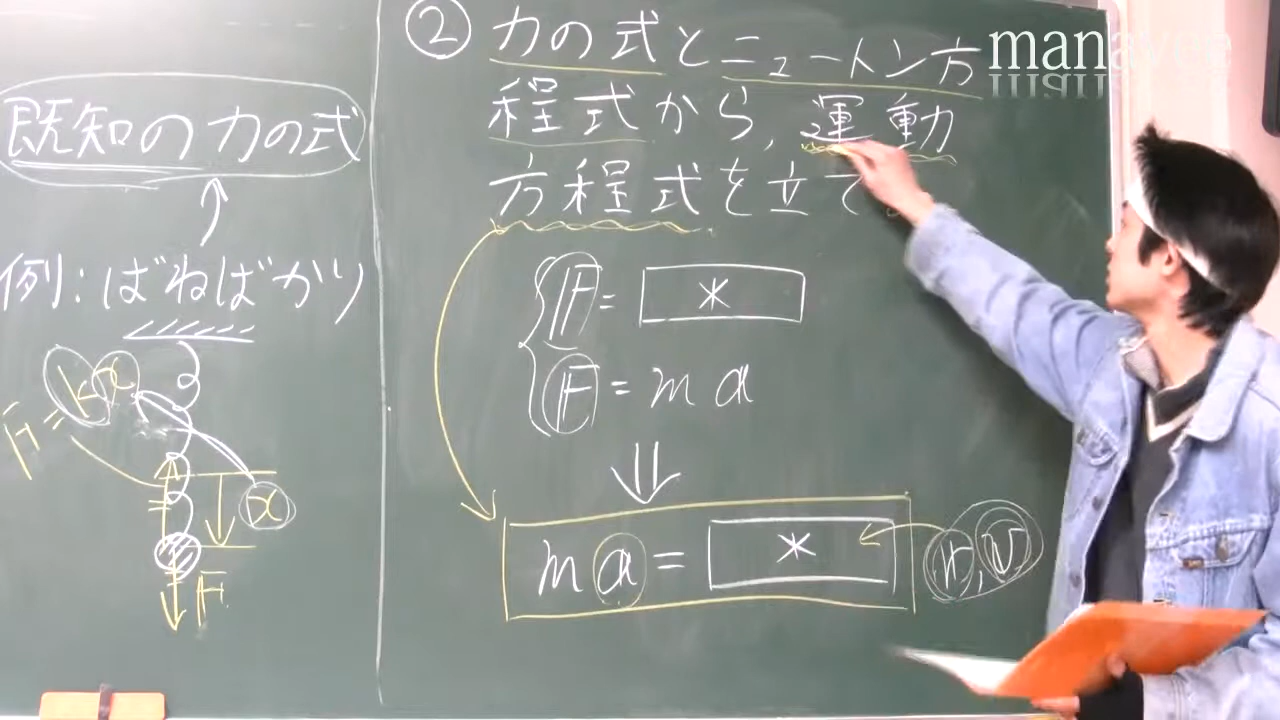 既知の力の式
例:ばねばかり
F=kx
x
F
② 力の式とニュートン方
程式から,運動
方程式を立て
F= *
F=ma
⇓
ma= *
r, v
manavee